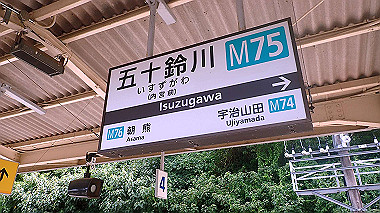 五十鈴川 M75
いすずがわ
(内宮前)
Isuzugawa
M76 朝熊
Asama
宇治山田 M74
Ujiyamada
4